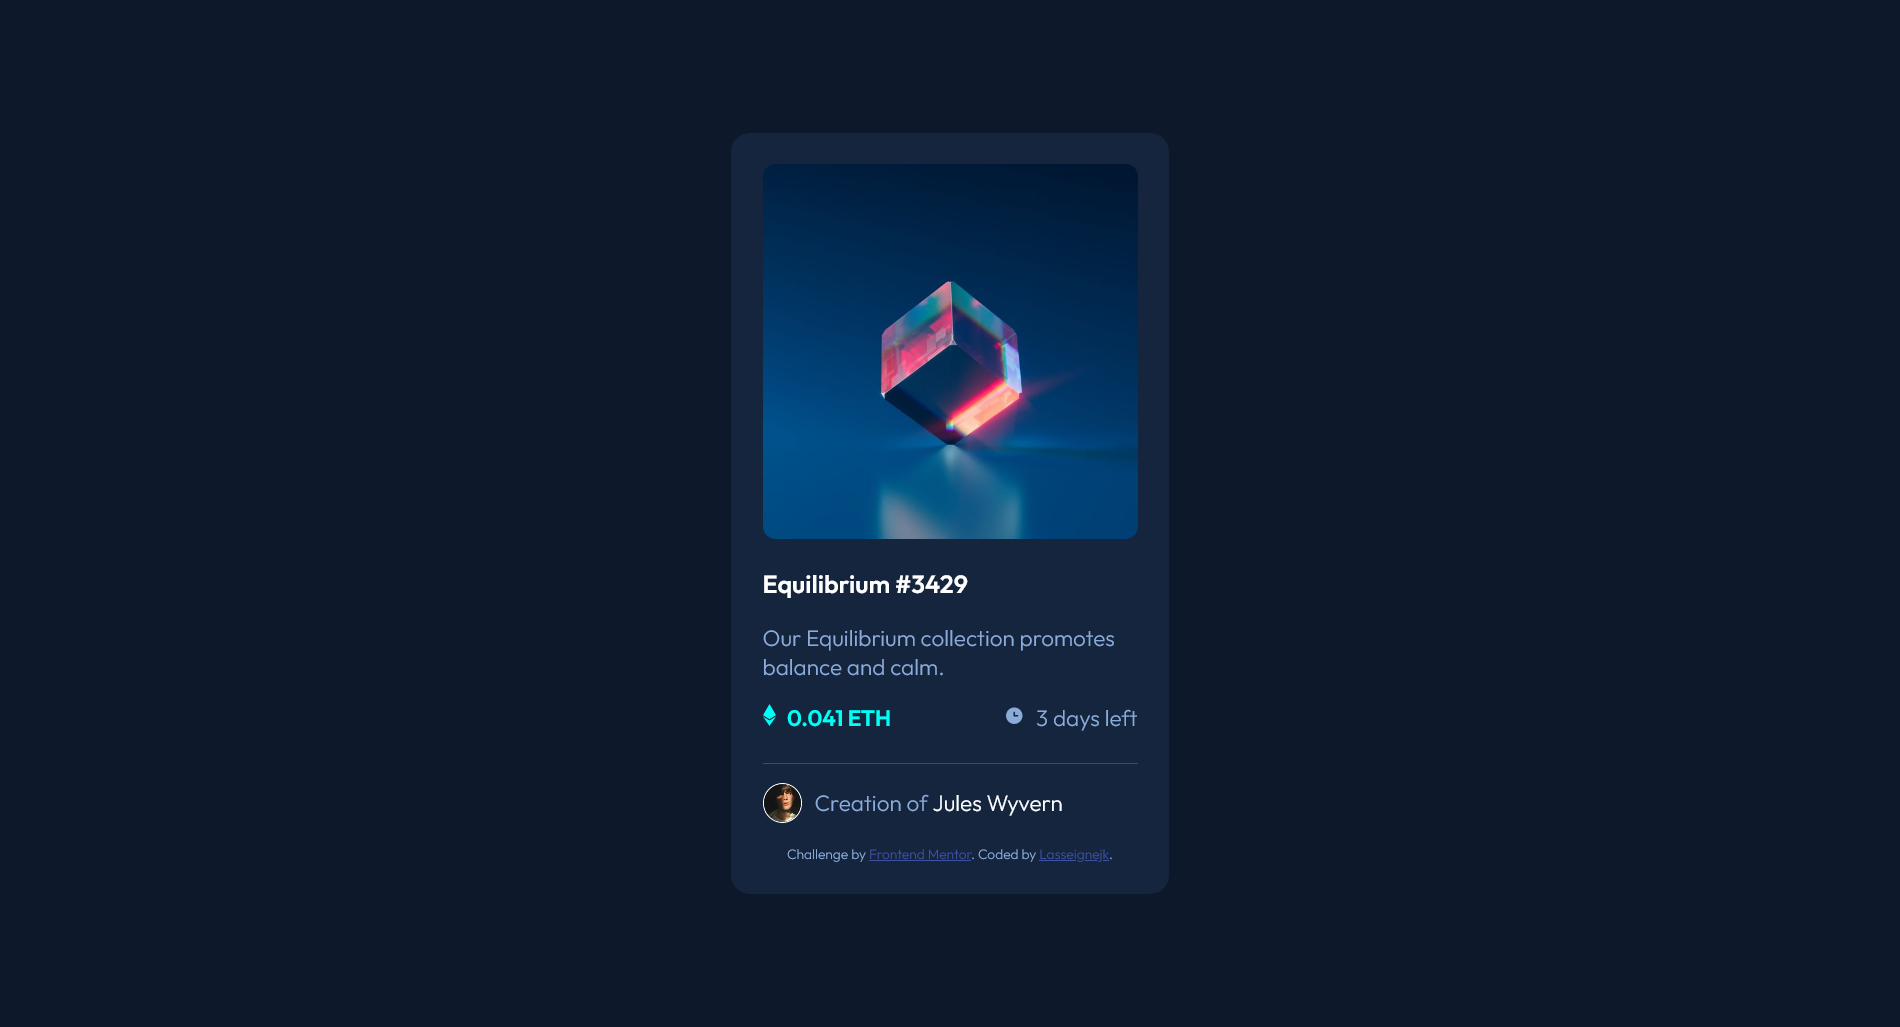 Equilibrium #3429
Our Equilibrium collection promotes
balance and calm.
0.041 ETH
3 days left
Creation of Jules Wyvern
Challenge by Frontend Mentor. Coded by Lasseignejk.